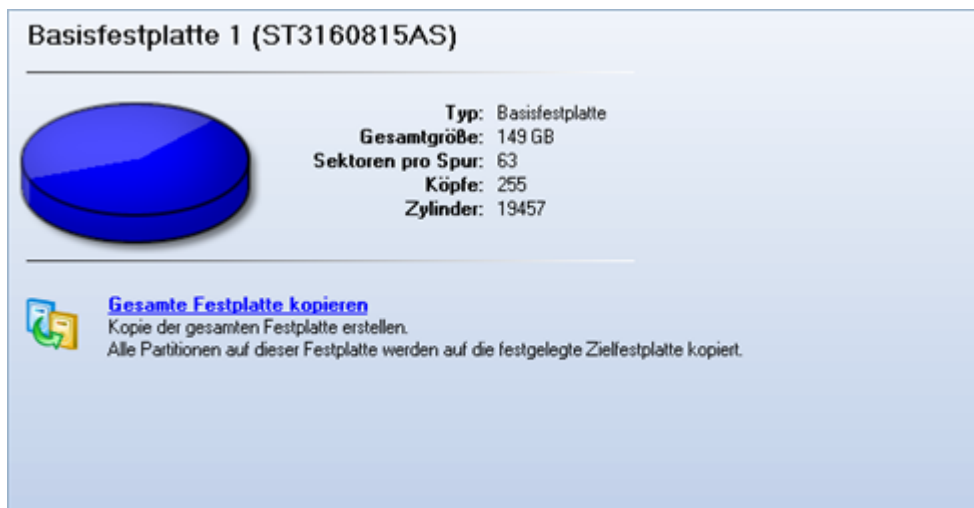 Basisfestplatte 1 (ST3160815AS)
Typ: Basisfestplatte
Gesamtgröße: 149 GB
Sektoren pro Spur: 63
Köpfe: 255
Zylinder: 19457
Gesamte Festplatte kopieren
Kopie der gesamten Festplatte erstellen.
Alle Partitionen auf dieser Festplatte werden auf die festgelegte Zielfestplatte kopiert.